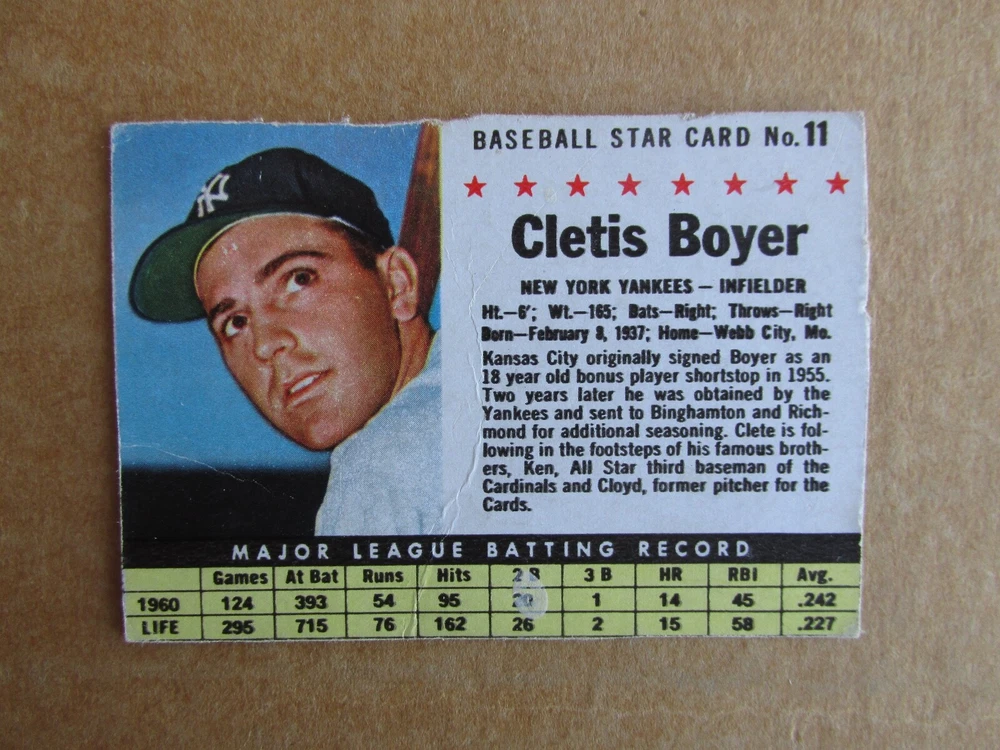 NY
BASEBALL STAR CARD No. 11
Cletis Boyer
NEW YORK YANKEES — INFIELDER
Ht.—6'; Wt.—165; Bats—Right; Throws—Right
Born—February 8, 1937; Home—Webb City, Mo.
Kansas City originally signed Boyer as an
18 year old bonus player shortstop in 1955.
Two years later he was obtained by the
Yankees and sent to Binghamton and Rich-
mond for additional seasoning. Clete is fol-
lowing in the footsteps of his famous broth-
ers, Ken, All Star third baseman of the
Cardinals and Cloyd, former pitcher for the
Cards.
MAJOR LEAGUE BATTING RECORD
Games At Bat Runs Hits 2 B 3 B HR RBI Avg.
1960 124 393 54 95 20 1 14 45 .242
LIFE 295 715 76 162 26 2 15 58 .227